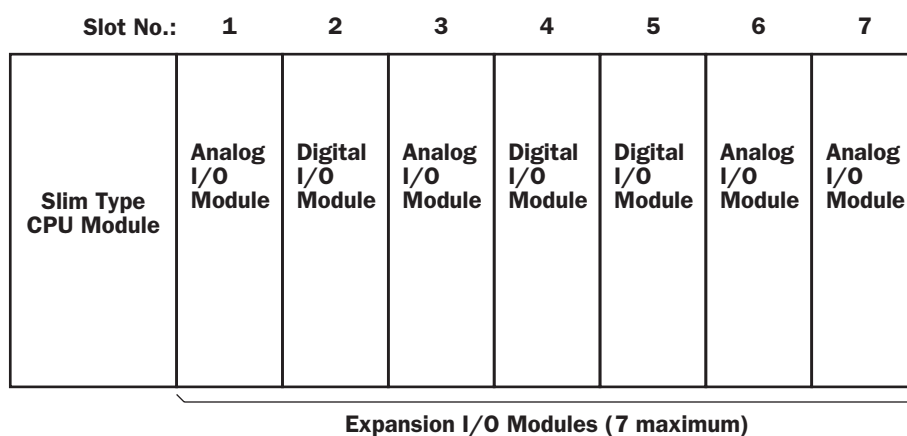 Slot No.: 1 2 3 4 5 6 7
Slim Type
CPU Module
Analog
I/O
Module
Digital
I/O
Module
Analog
I/O
Module
Digital
I/O
Module
Digital
I/O
Module
Analog
I/O
Module
Analog
I/O
Module
Expansion I/O Modules (7 maximum)